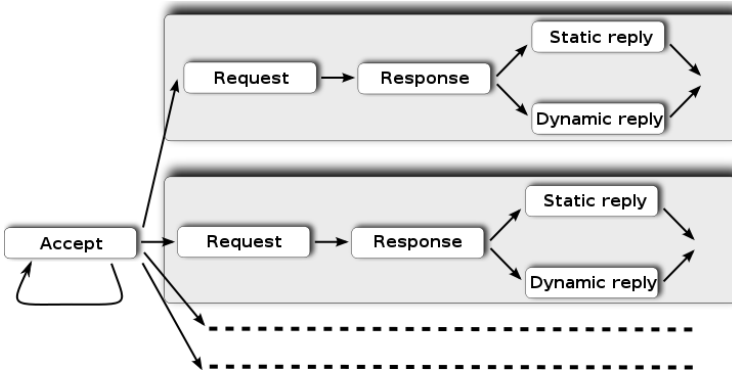 Static reply
Request
Response
Dynamic reply
Static reply
Accept
Request
Response
Dynamic reply